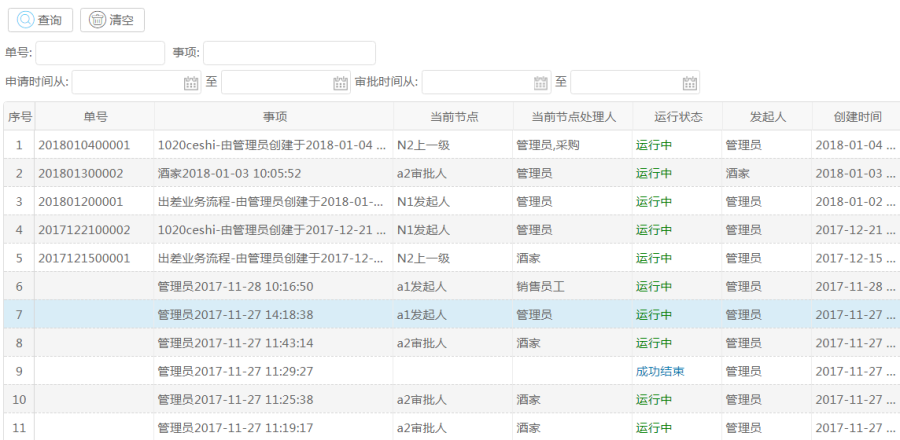 查询 清空
单号: 事项:
申请时间从: 至 审批时间从: 至
序号 单号 事项 当前节点 当前节点处理人 运行状态 发起人 创建时间
1 2018010400001 1020ceshi-由管理员创建于2018-01-04 ... N2上一级 管理员,采购 运行中 管理员 2018-01-04 ...
2 201801300002 酒家2018-01-03 10:05:52 a2审批人 管理员 运行中 酒家 2018-01-03 ...
3 201801200001 出差业务流程-由管理员创建于2018-01-... N1发起人 管理员 运行中 管理员 2018-01-02 ...
4 2017122100002 1020ceshi-由管理员创建于2017-12-21 ... N1发起人 管理员 运行中 管理员 2017-12-21 ...
5 2017121500001 出差业务流程-由管理员创建于2017-12-... N2上一级 酒家 运行中 管理员 2017-12-15 ...
6 管理员2017-11-28 10:16:50 a1发起人 销售员工 运行中 管理员 2017-11-28 ...
7 管理员2017-11-27 14:18:38 a1发起人 管理员 运行中 管理员 2017-11-27 ...
8 管理员2017-11-27 11:43:14 a2审批人 酒家 运行中 管理员 2017-11-27 ...
9 管理员2017-11-27 11:29:27 成功结束 管理员 2017-11-27 ...
10 管理员2017-11-27 11:25:38 a2审批人 酒家 运行中 管理员 2017-11-27 ...
11 管理员2017-11-27 11:19:17 a2审批人 酒家 运行中 管理员 2017-11-27 ...